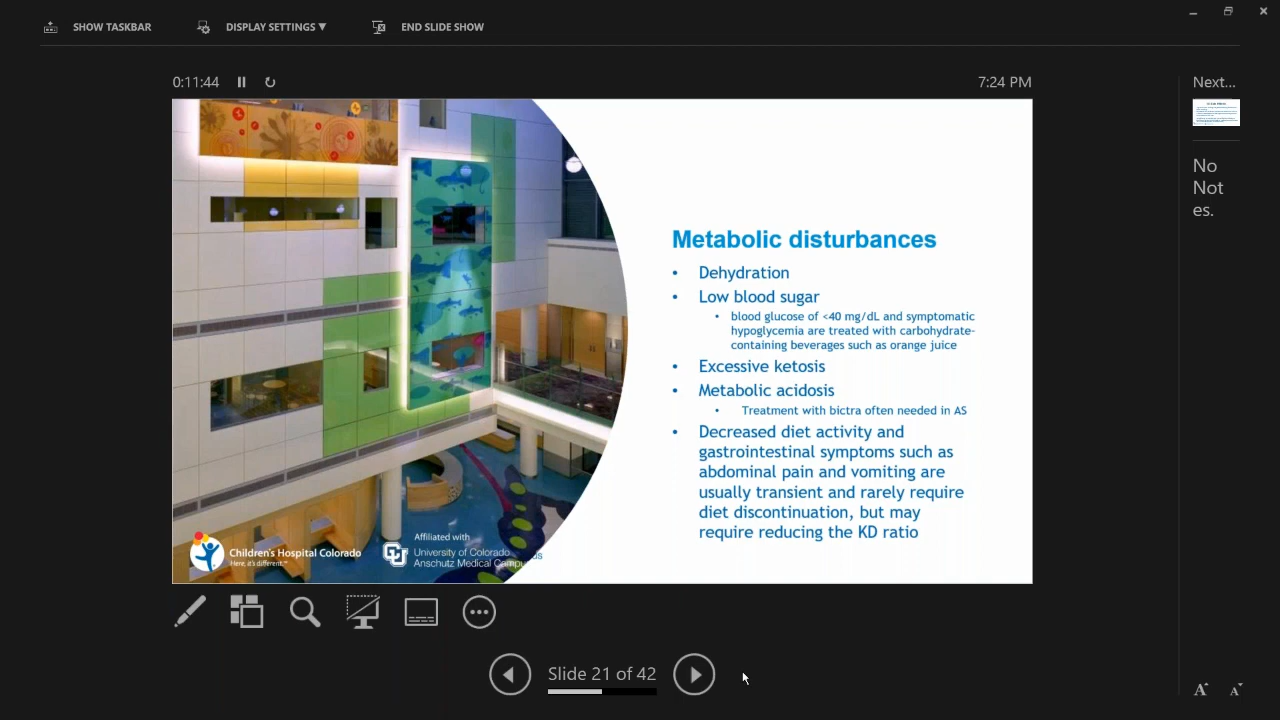 SHOW TASKBAR
DISPLAY SETTINGS ▼
END SLIDE SHOW
0:11:44
7:24 PM
Next...
No
Not
es.
Metabolic disturbances
• Dehydration
• Low blood sugar
• blood glucose of <40 mg/dL and symptomatic
hypoglycemia are treated with carbohydrate-
containing beverages such as orange juice
• Excessive ketosis
• Metabolic acidosis
• Treatment with bictra often needed in AS
• Decreased diet activity and
gastrointestinal symptoms such as
abdominal pain and vomiting are
usually transient and rarely require
diet discontinuation, but may
require reducing the KD ratio
Children's Hospital Colorado
Here, it's different.™
Affiliated with
University of Colorado
Anschutz Medical Campus
Slide 21 of 42